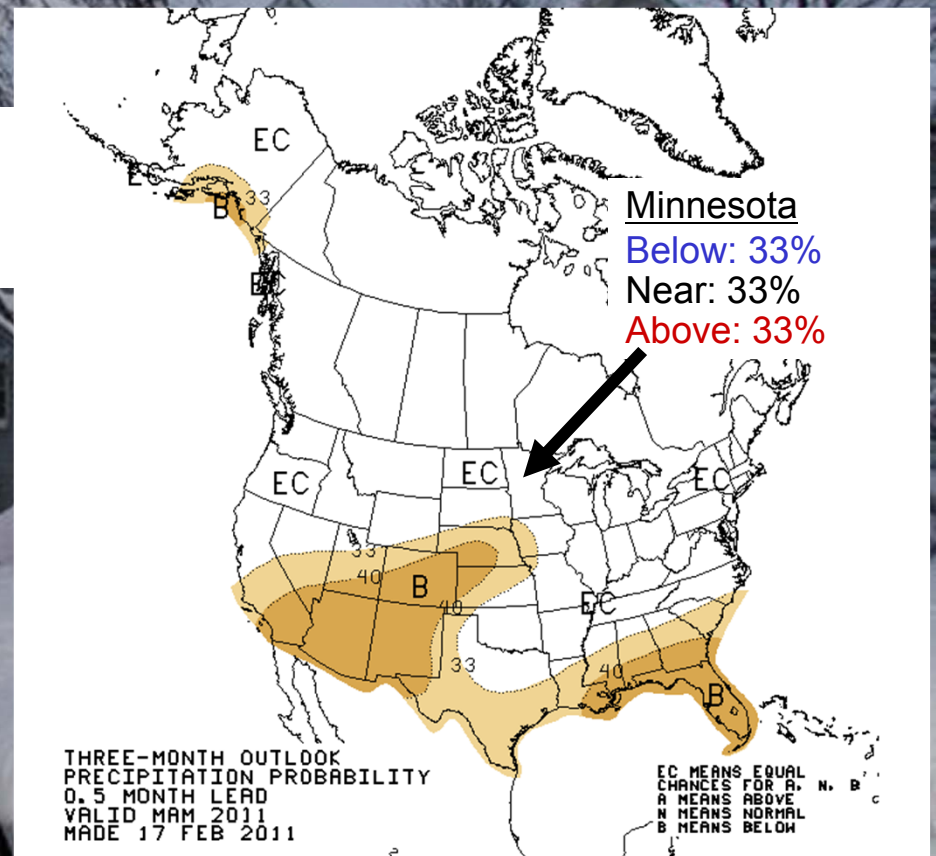 EC
EC
33
B
EC
Minnesota
Below: 33%
Near: 33%
Above: 33%
EC
EC
EC
33
40
B
40
EC
33
40
B
THREE-MONTH OUTLOOK
PRECIPITATION PROBABILITY
0.5 MONTH LEAD
VALID MAM 2011
MADE 17 FEB 2011
EC MEANS EQUAL
CHANCES FOR A, N, B
A MEANS ABOVE
N MEANS NORMAL
B MEANS BELOW